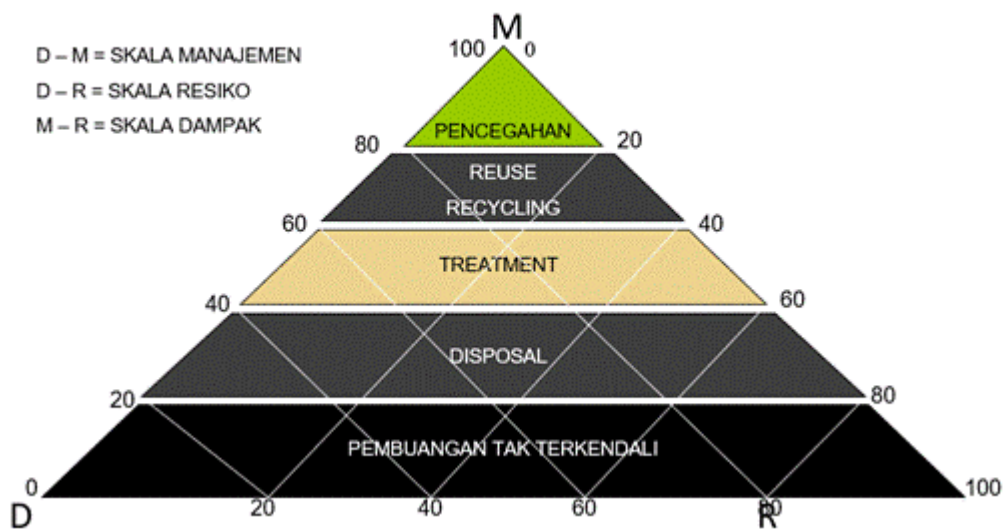 M
100 0
D – M = SKALA MANAJEMEN
D – R = SKALA RESIKO
M – R = SKALA DAMPAK
PENCEGAHAN
80 20
REUSE
RECYCLING
60 40
TREATMENT
40 60
DISPOSAL
20 80
PEMBUANGAN TAK TERKENDALI
0 100
D 20 40 60 80 R